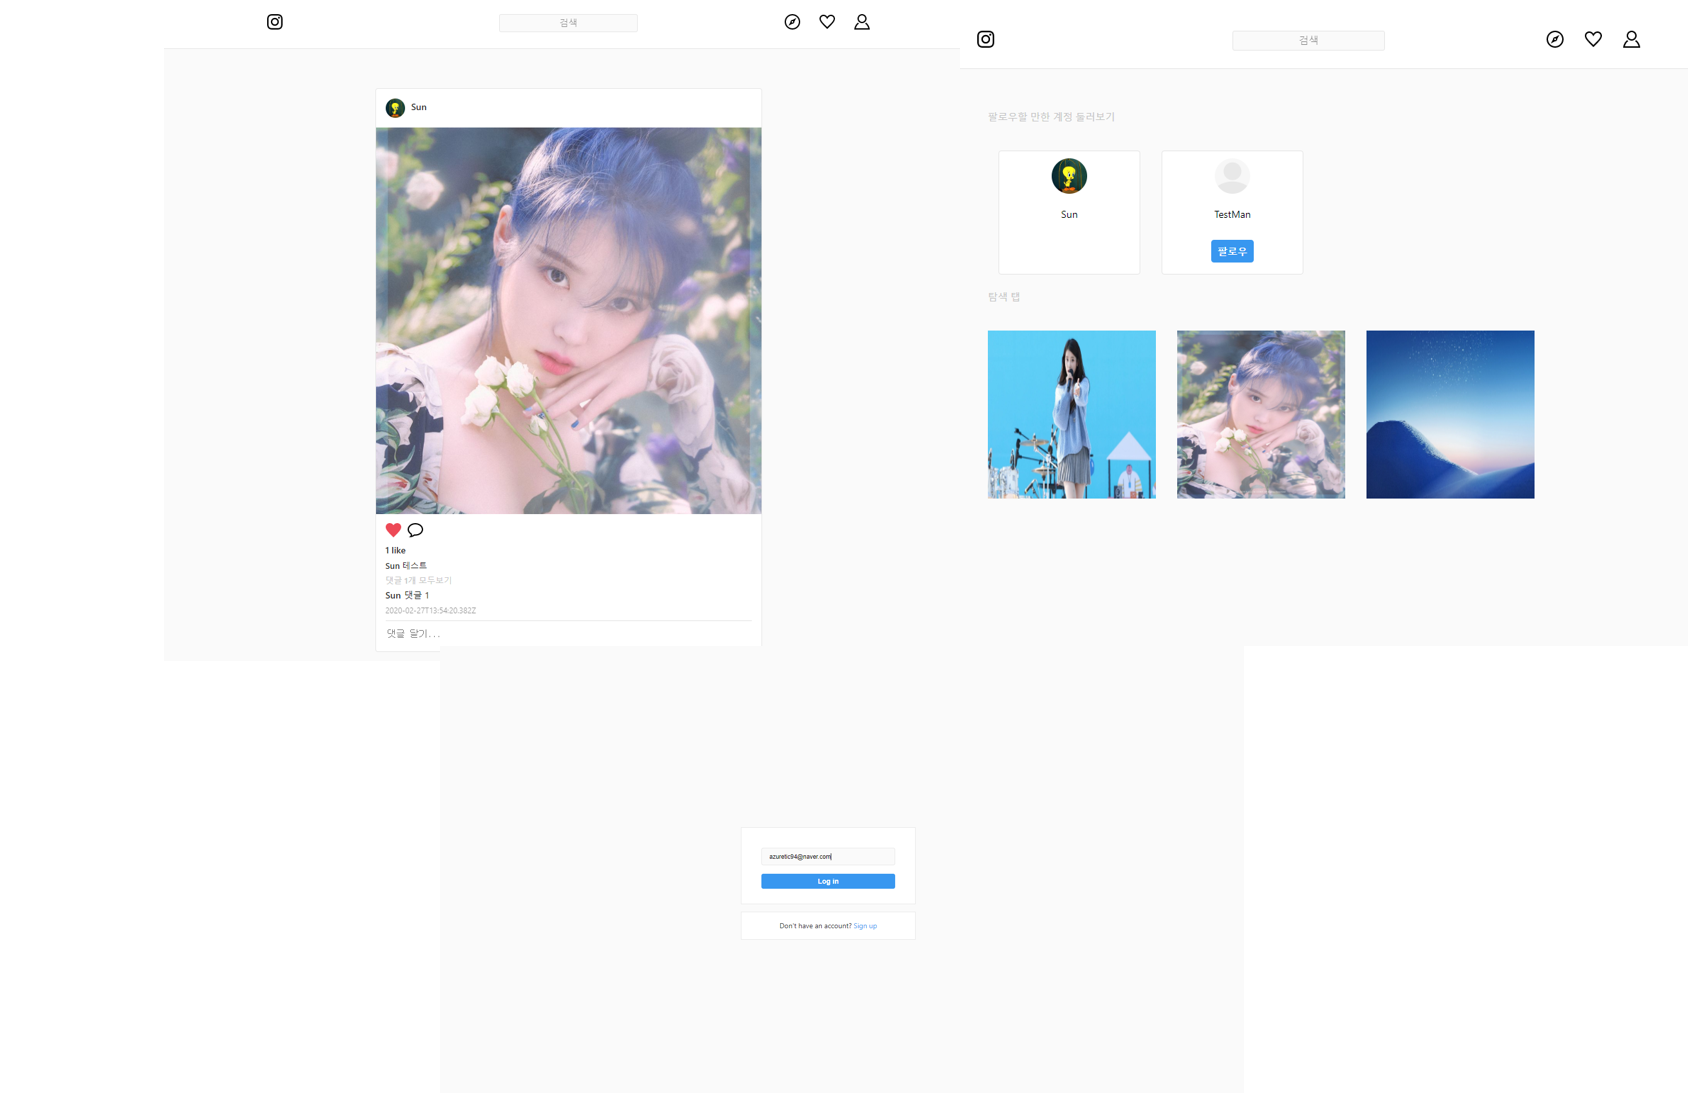 검색
Sun
1 like
Sun 테스트
댓글 1개 모두보기
Sun 댓글 1
2020-02-27T13:54:20.382Z
댓글 달기...
검색
팔로우할 만한 계정 둘러보기
Sun
TestMan
팔로우
탐색 탭
azuretic94@naver.com
Log in
Don't have an account? Sign up